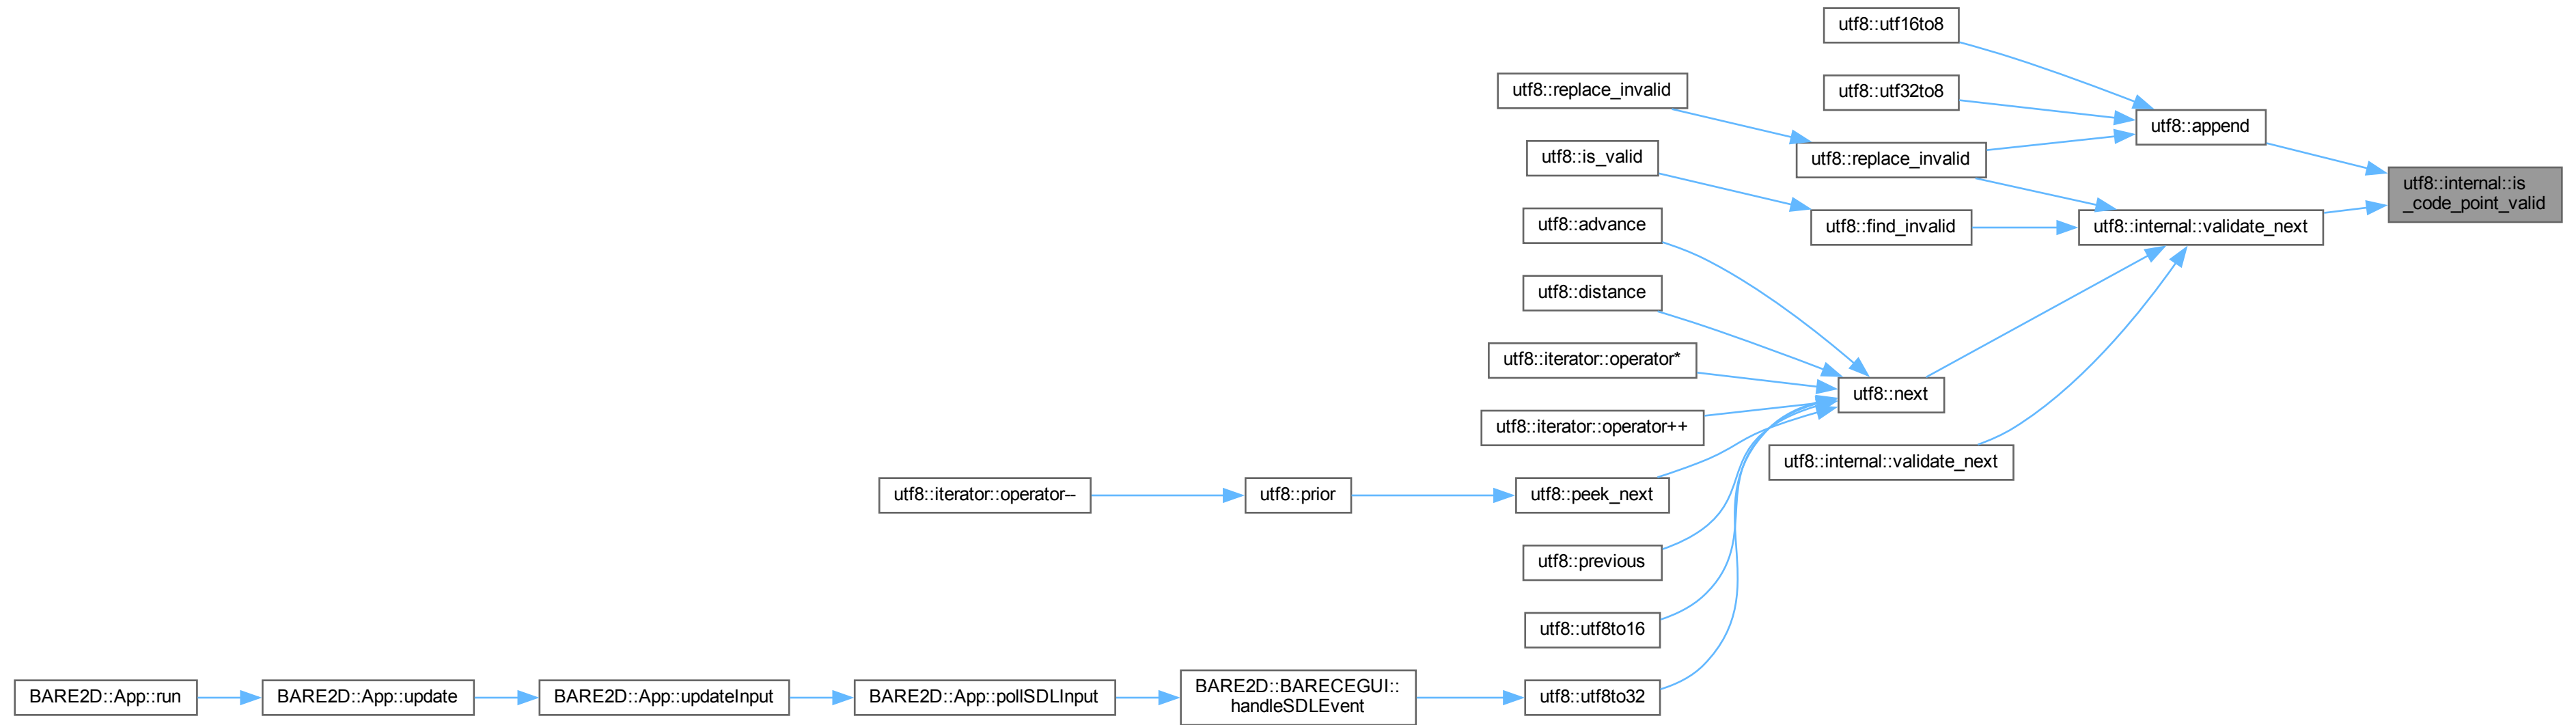 utf8::utf16to8
utf8::replace_invalid
utf8::utf32to8
utf8::append
utf8::is_valid
utf8::replace_invalid
utf8::internal::is
_code_point_valid
utf8::advance
utf8::find_invalid
utf8::internal::validate_next
utf8::distance
utf8::iterator::operator*
utf8::next
utf8::iterator::operator++
utf8::internal::validate_next
utf8::iterator::operator--
utf8::prior
utf8::peek_next
utf8::previous
utf8::utf8to16
BARE2D::App::run
BARE2D::App::update
BARE2D::App::updateInput
BARE2D::App::pollSDLInput
BARE2D::BARECEGUI::
handleSDLEvent
utf8::utf8to32